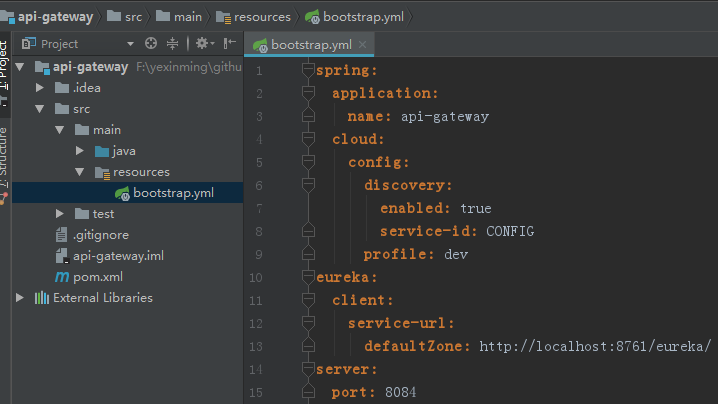 api-gateway src main resources bootstrap.yml
Project
bootstrap.yml
1: Project
7: Structure
api-gateway F:\yexinming\githu
.idea
src
main
java
resources
bootstrap.yml
test
.gitignore
api-gateway.iml
pom.xml
External Libraries
1 spring:
2 application:
3 name: api-gateway
4 cloud:
5 config:
6 discovery:
7 enabled: true
8 service-id: CONFIG
9 profile: dev
10 eureka:
11 client:
12 service-url:
13 defaultZone: http://localhost:8761/eureka/
14 server:
15 port: 8084